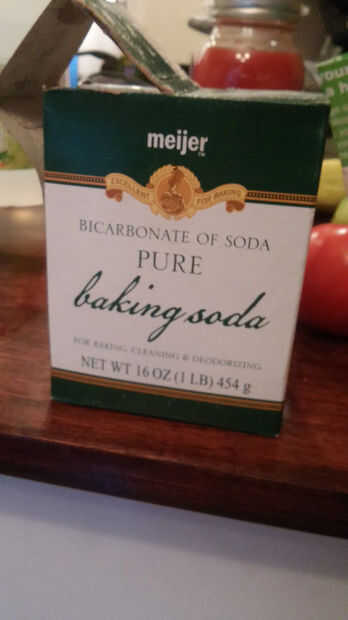 meijer
EXCELLENT FOR BAKING
BICARBONATE OF SODA
PURE
baking soda
FOR BAKING, CLEANING & DEODORIZING
NET WT 16 OZ (1 LB) 454 g